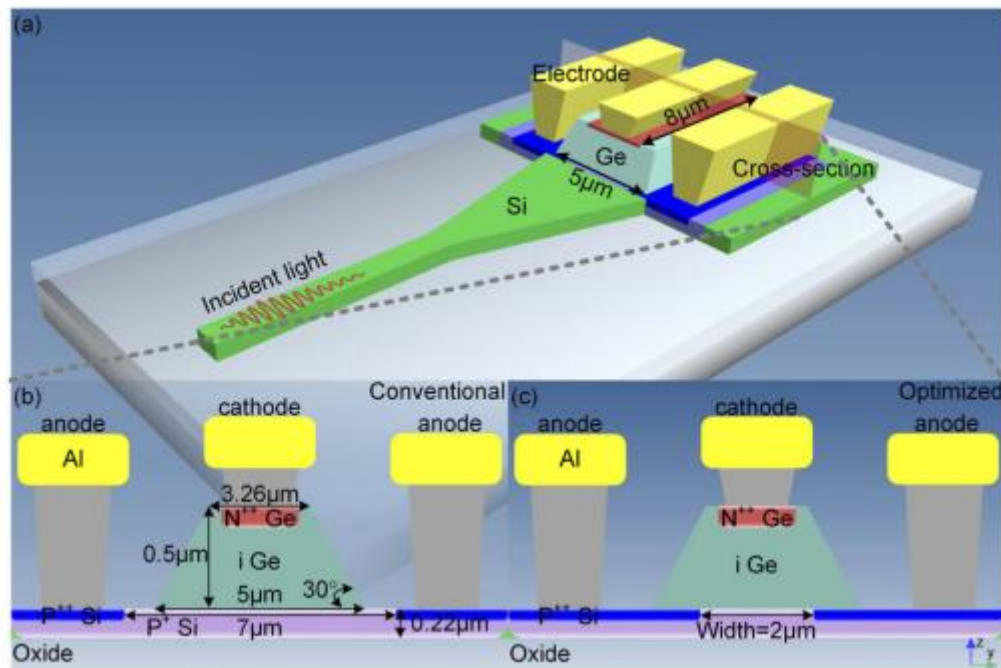 (a)
Electrode
8μm
Ge
Cross-section
5μm
Si
Incident light
(b)
Conventional
anode
cathode
anode
Al
3.26μm
N⁺⁺ Ge
0.5μm
i Ge
5μm
30°
P⁺⁺ Si
P⁺ Si
7μm
0.22μm
Oxide
(c)
Optimized
anode
cathode
anode
Al
N⁺⁺ Ge
i Ge
P⁺⁺ Si
Width=2μm
Oxide
z
y